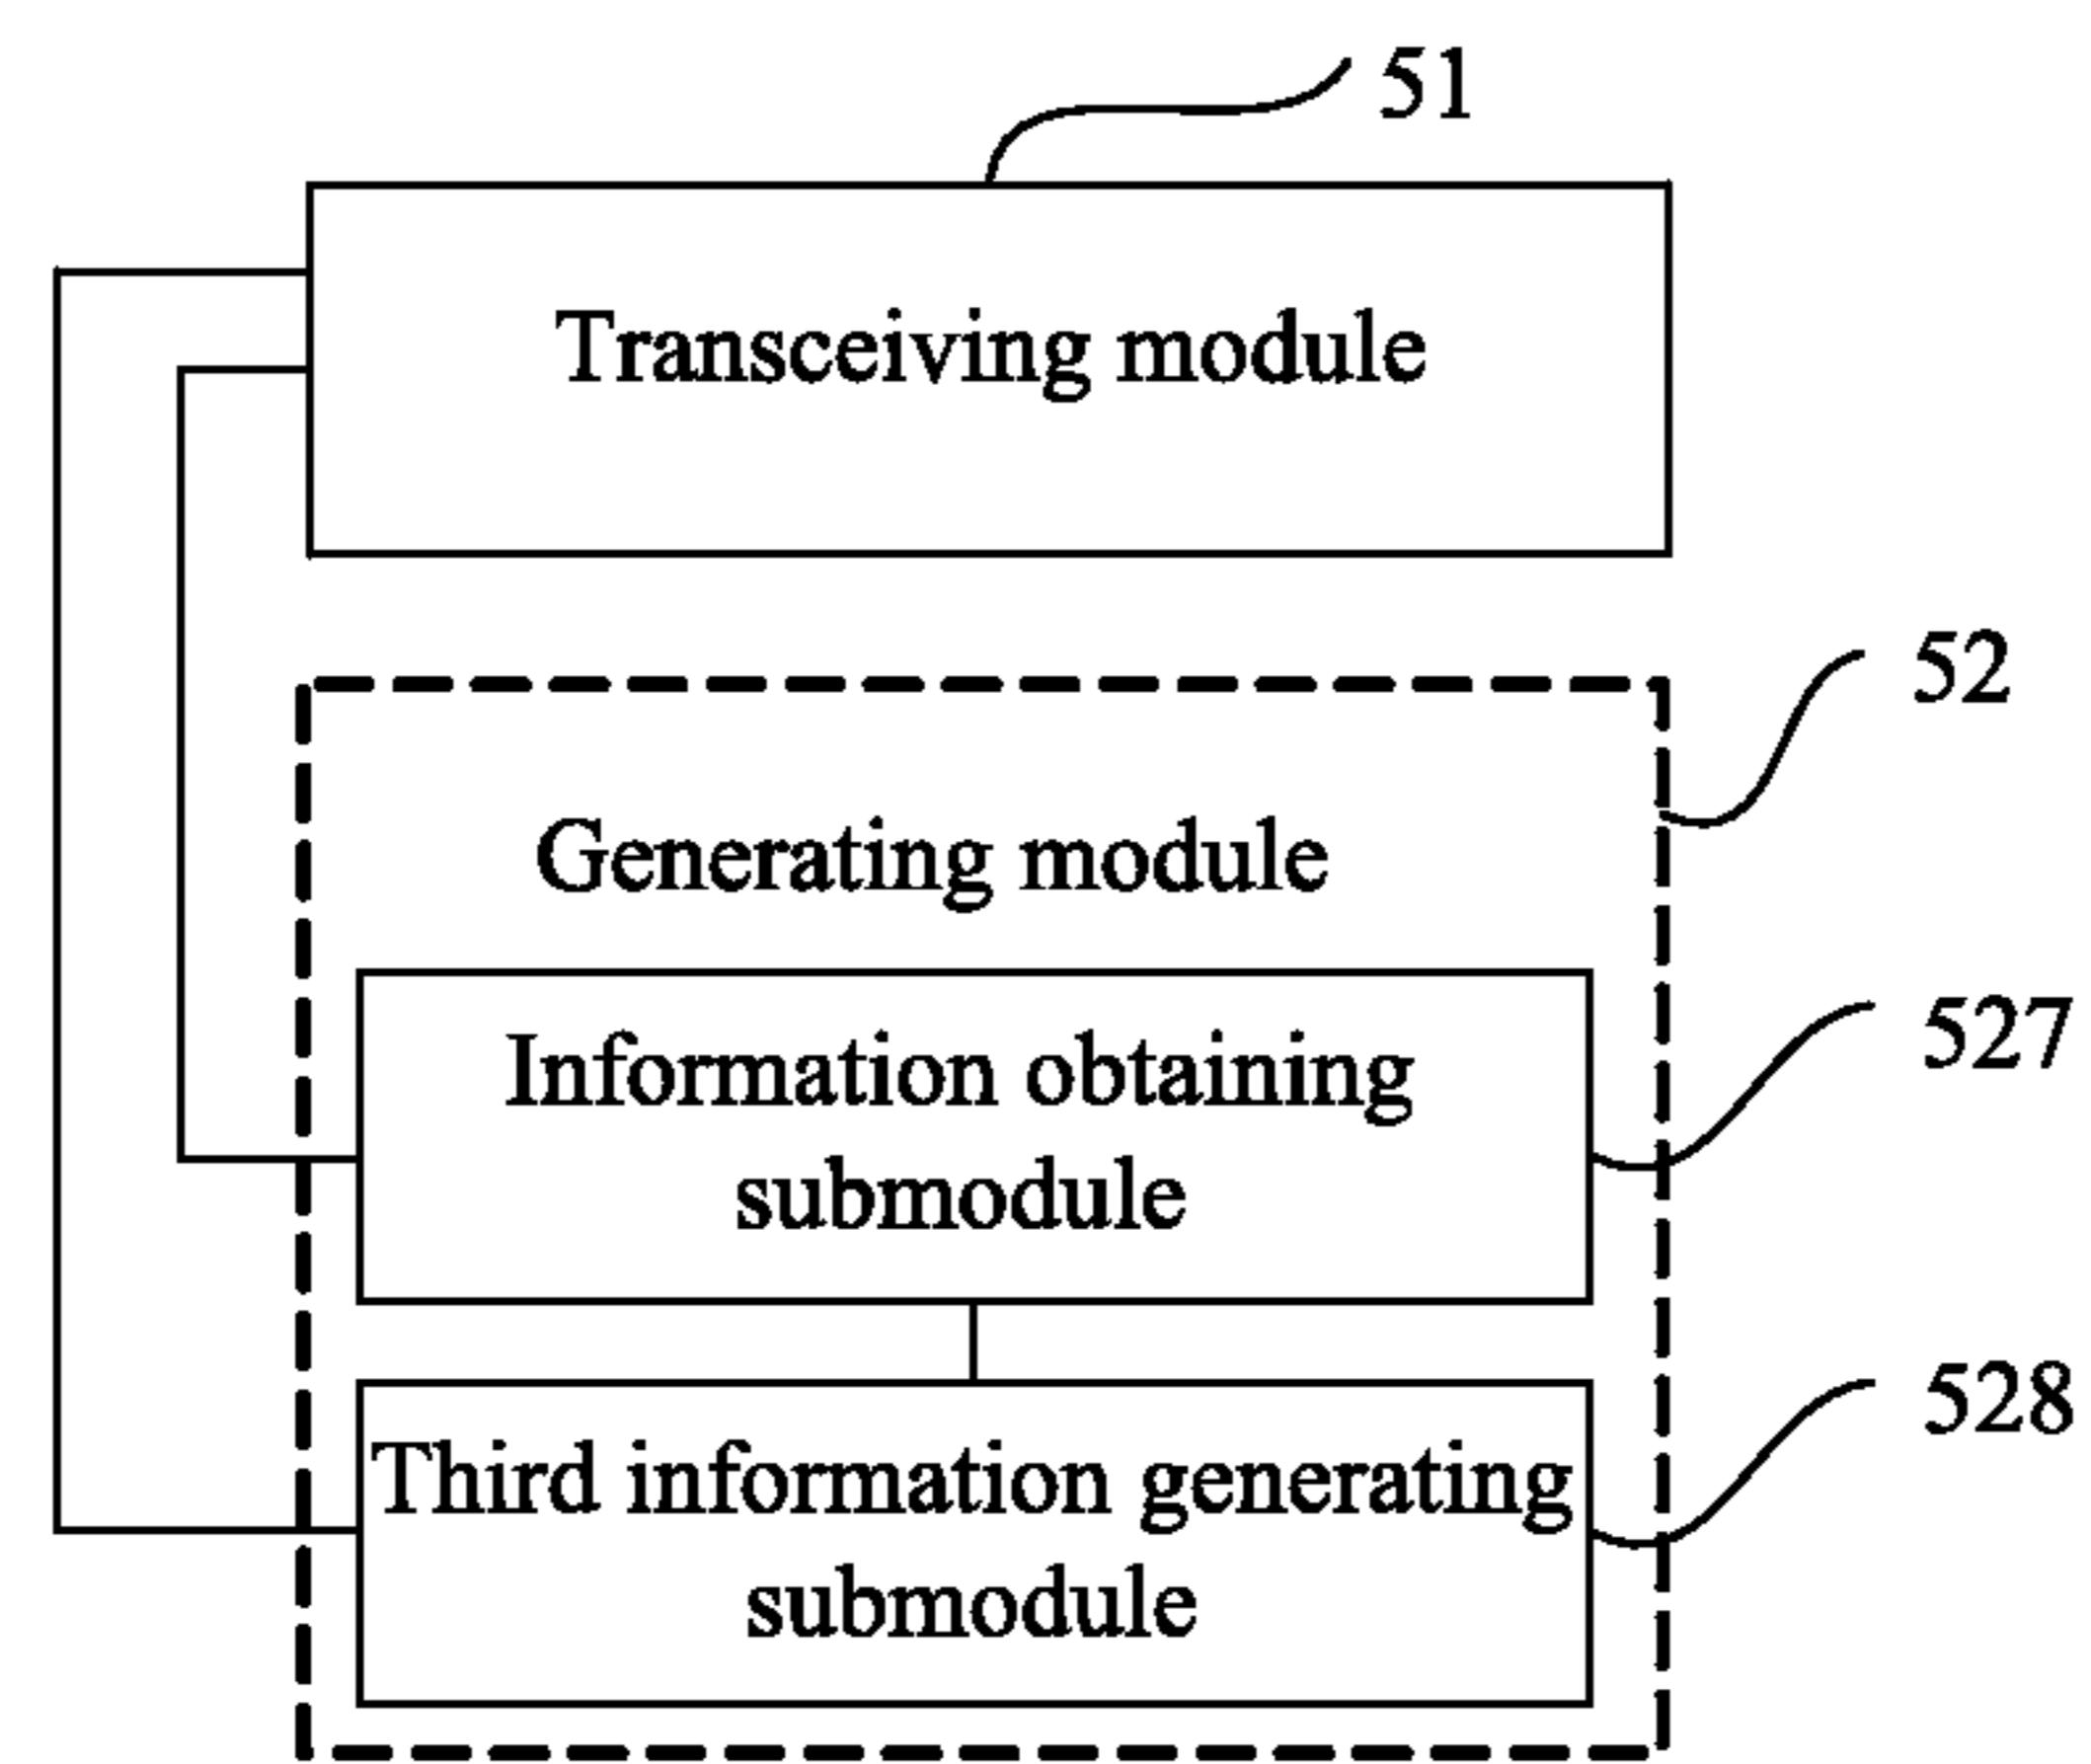 51
Transceiving module
52
Generating module
Information obtaining
submodule
527
Third information generating
submodule
528